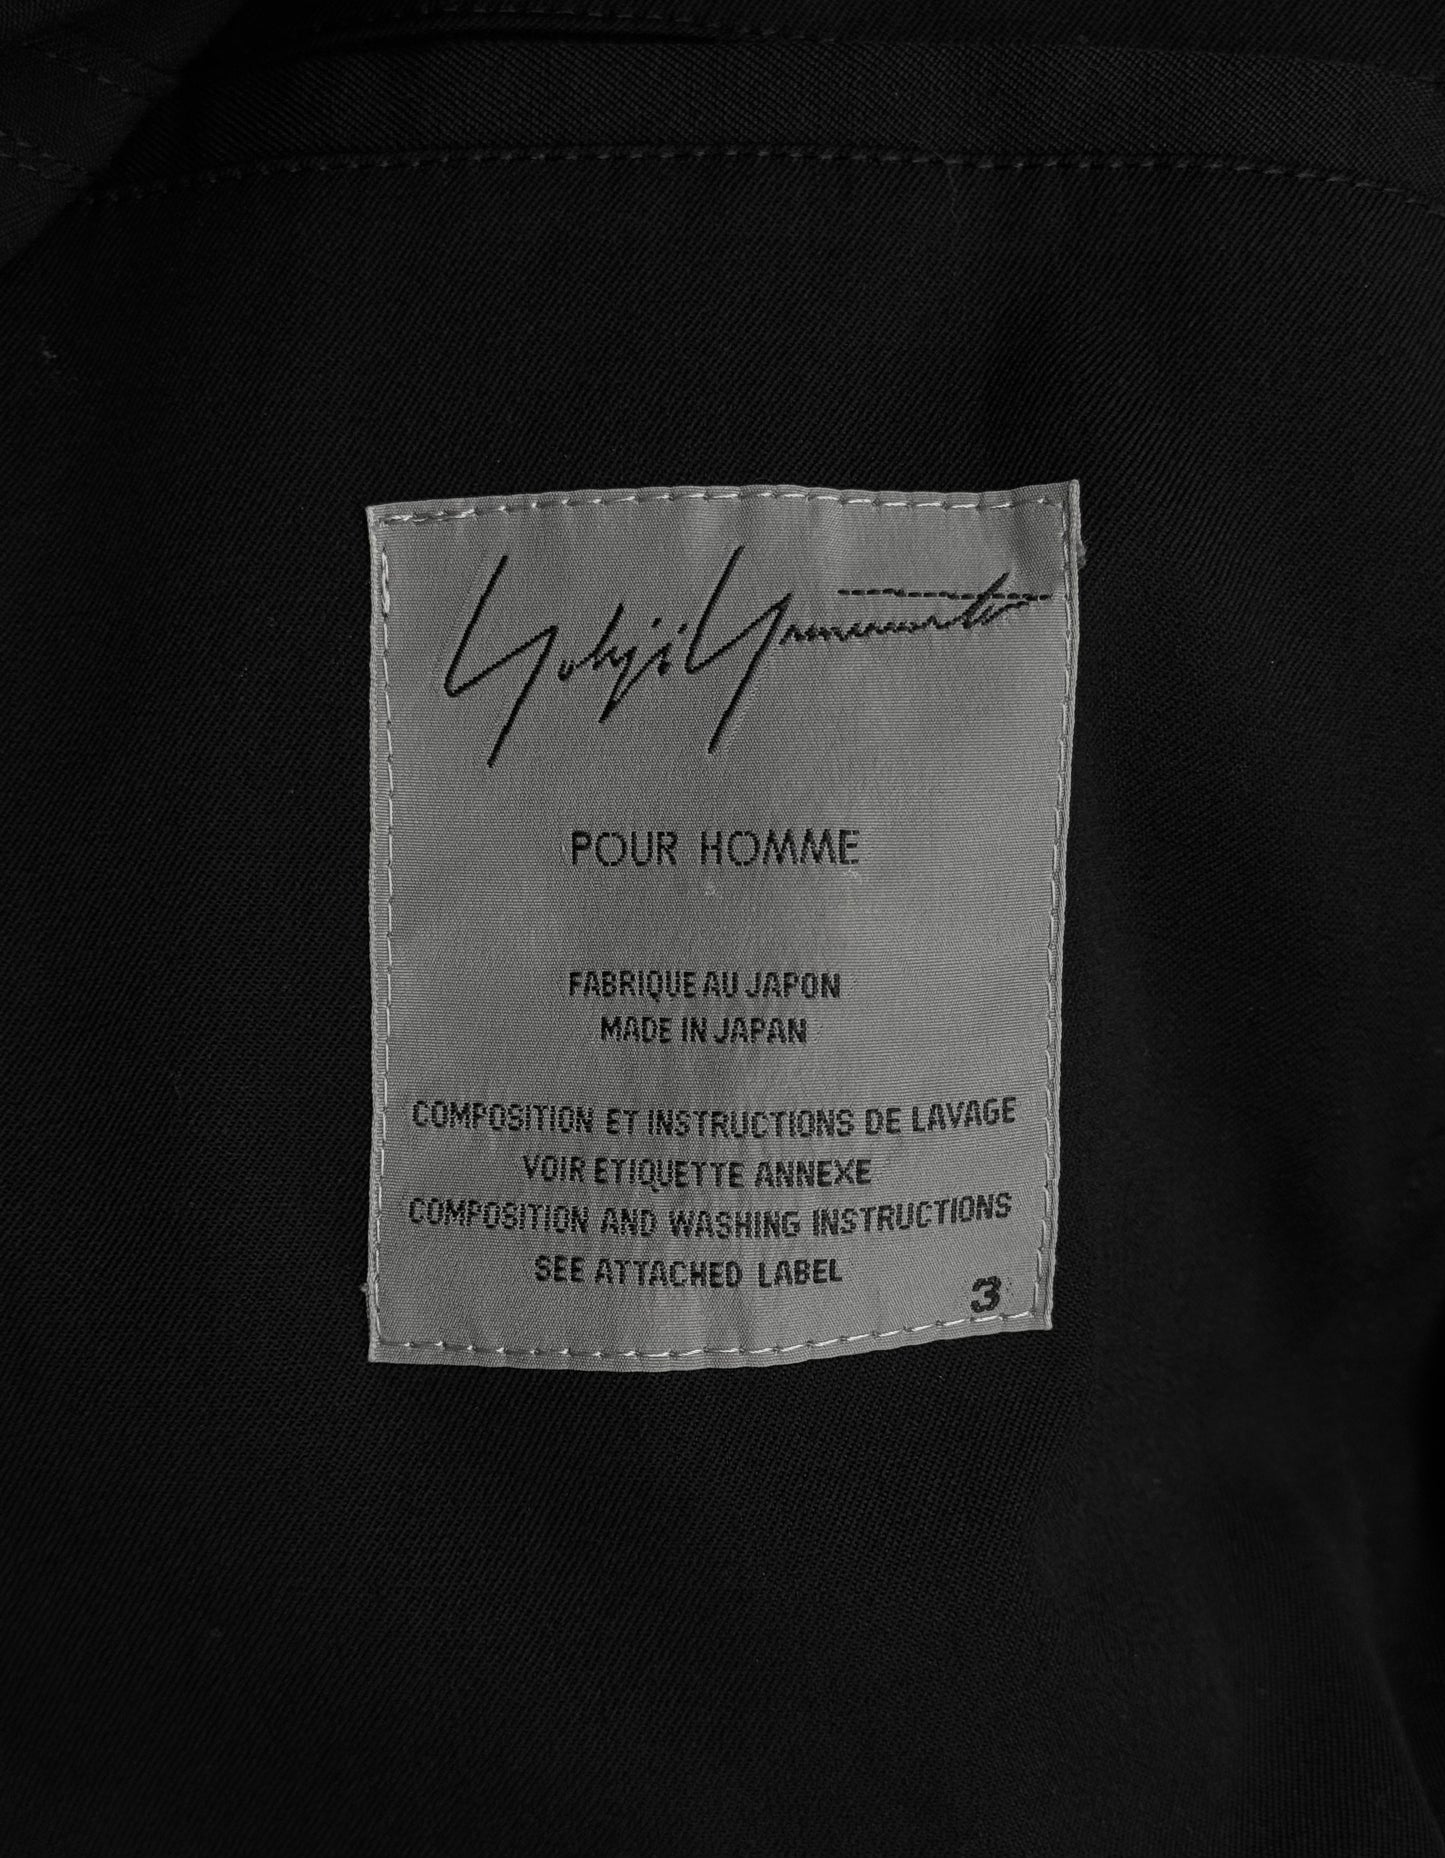 Yohji Yamamoto
POUR HOMME
FABRIQUE AU JAPON
MADE IN JAPAN
COMPOSITION ET INSTRUCTIONS DE LAVAGE
VOIR ETIQUETTE ANNEXE
COMPOSITION AND WASHING INSTRUCTIONS
SEE ATTACHED LABEL
3